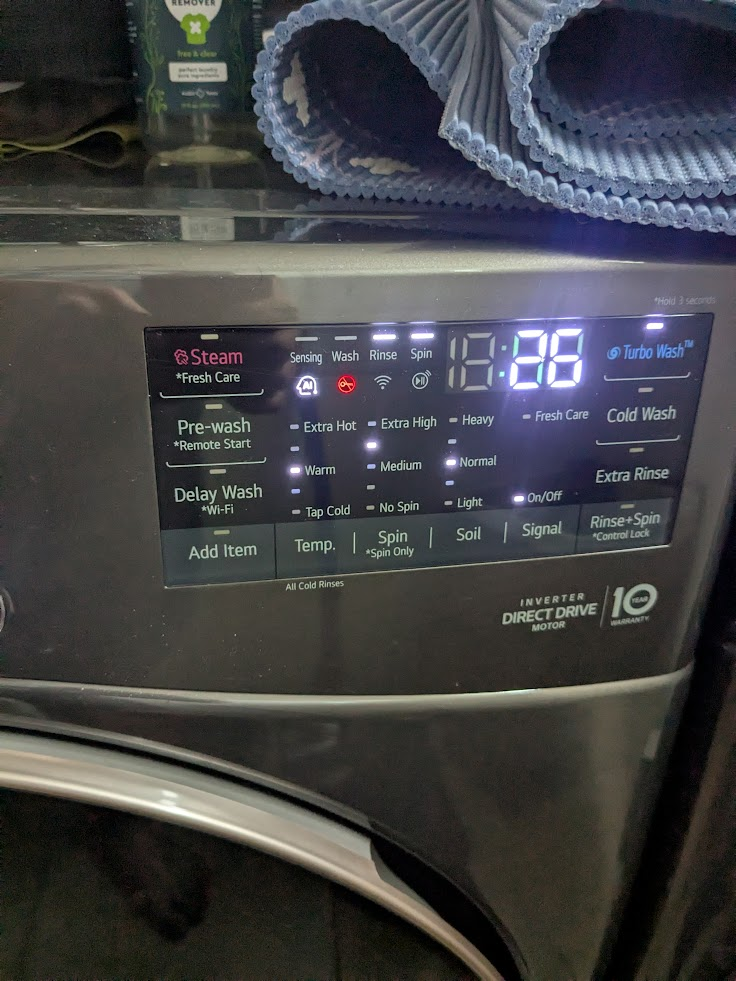 REMOVER
free & clear
*Hold 3 seconds
Steam
*Fresh Care
Sensing Wash Rinse Spin
Turbo Wash™
AI
Pre-wash
*Remote Start
Extra Hot
Extra High
Heavy
Fresh Care
Cold Wash
Warm
Medium
Normal
Extra Rinse
Delay Wash
*Wi-Fi
Tap Cold
No Spin
Light
On/Off
Add Item
Temp.
Spin
*Spin Only
Soil
Signal
Rinse+Spin
*Control Lock
All Cold Rinses
INVERTER
DIRECT DRIVE
MOTOR
10
YEAR
WARRANTY